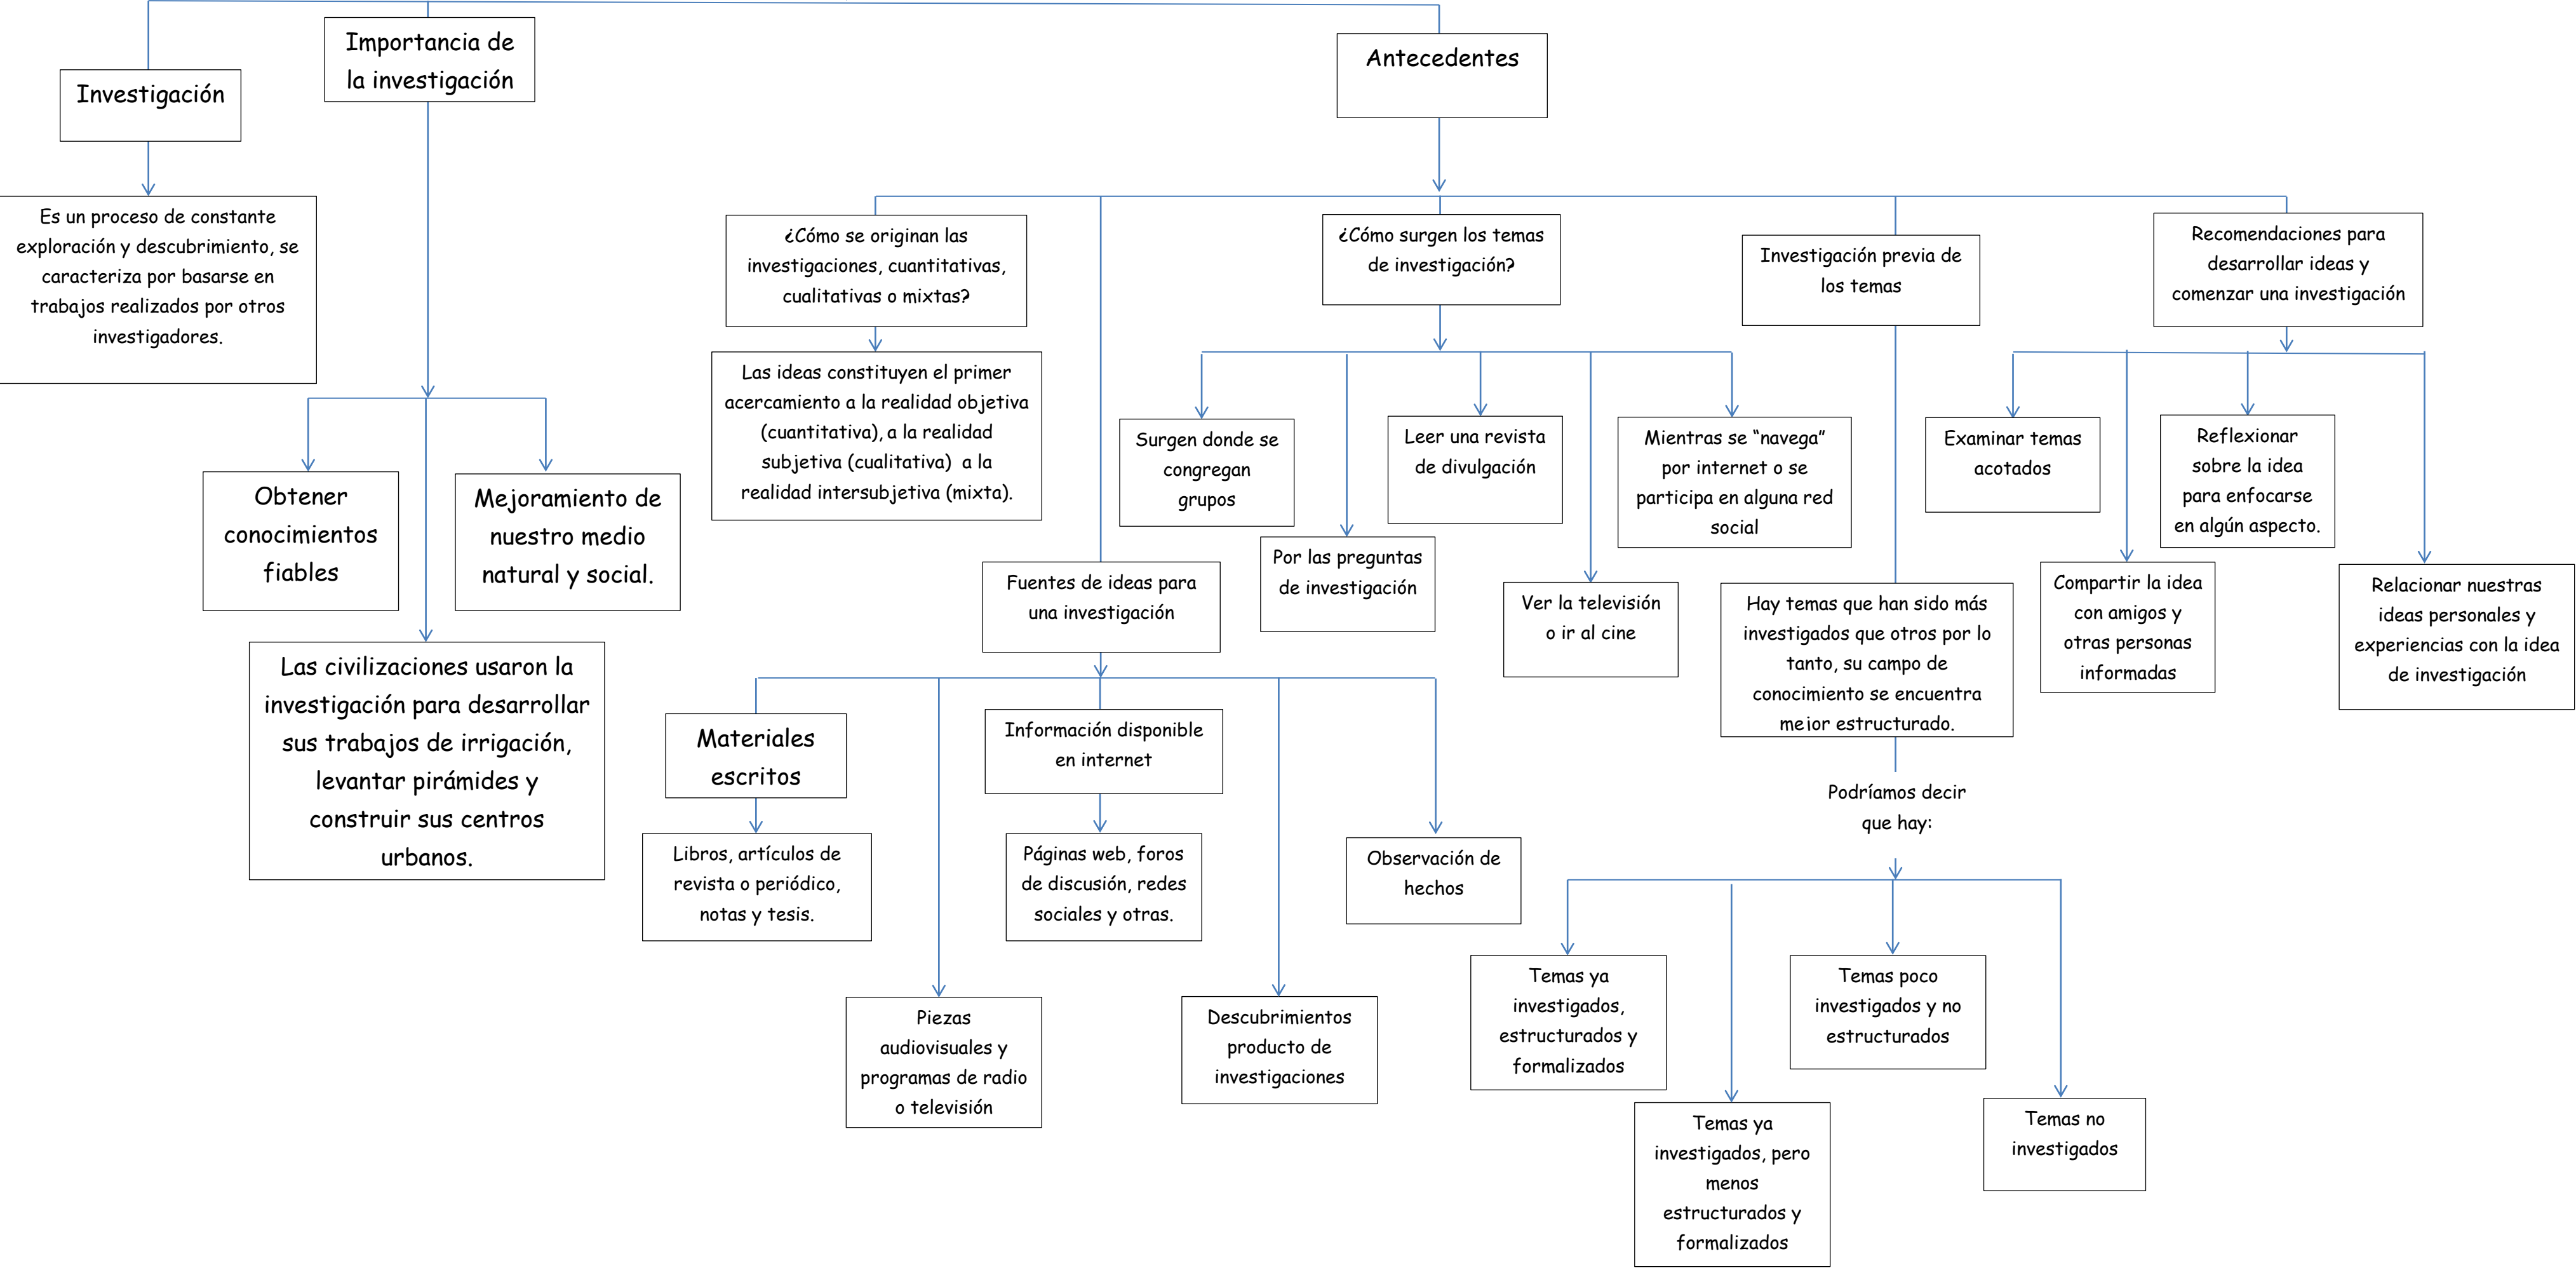 Importancia de
la investigación
Antecedentes
Investigación
Es un proceso de constante
exploración y descubrimiento, se
caracteriza por basarse en
trabajos realizados por otros
investigadores.
Obtener
conocimientos
fiables
Mejoramiento de
nuestro medio
natural y social.
Las civilizaciones usaron la
investigación para desarrollar
sus trabajos de irrigación,
levantar pirámides y
construir sus centros
urbanos.
¿Cómo se originan las
investigaciones, cuantitativas,
cualitativas o mixtas?
Las ideas constituyen el primer
acercamiento a la realidad objetiva
(cuantitativa), a la realidad
subjetiva (cualitativa) a la
realidad intersubjetiva (mixta).
Fuentes de ideas para
una investigación
Materiales
escritos
Libros, artículos de
revista o periódico,
notas y tesis.
Piezas
audiovisuales y
programas de radio
o televisión
Información disponible
en internet
Páginas web, foros
de discusión, redes
sociales y otras.
Descubrimientos
producto de
investigaciones
Observación de
hechos
¿Cómo surgen los temas
de investigación?
Surgen donde se
congregan
grupos
Por las preguntas
de investigación
Leer una revista
de divulgación
Ver la televisión
o ir al cine
Mientras se “navega”
por internet o se
participa en alguna red
social
Investigación previa de
los temas
Hay temas que han sido más
investigados que otros por lo
tanto, su campo de
conocimiento se encuentra
mejor estructurado.
Podríamos decir
que hay:
Temas ya
investigados,
estructurados y
formalizados
Temas ya
investigados, pero
menos
estructurados y
formalizados
Temas poco
investigados y no
estructurados
Temas no
investigados
Recomendaciones para
desarrollar ideas y
comenzar una investigación
Examinar temas
acotados
Compartir la idea
con amigos y
otras personas
informadas
Reflexionar
sobre la idea
para enfocarse
en algún aspecto.
Relacionar nuestras
ideas personales y
experiencias con la idea
de investigación